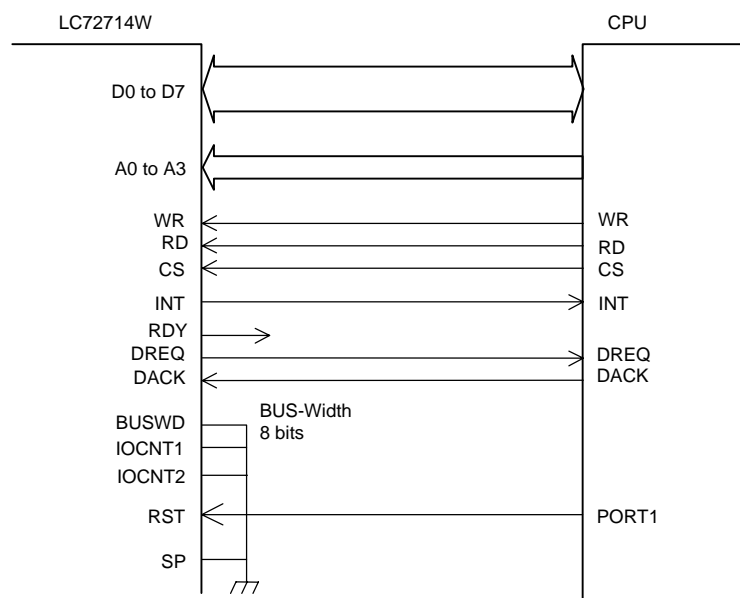 LC72714W CPU
D0 to D7
A0 to A3
WR WR
RD RD
CS CS
INT INT
RDY
DREQ DREQ
DACK DACK
BUSWD BUS-Width
IOCNT1 8 bits
IOCNT2
RST PORT1
SP